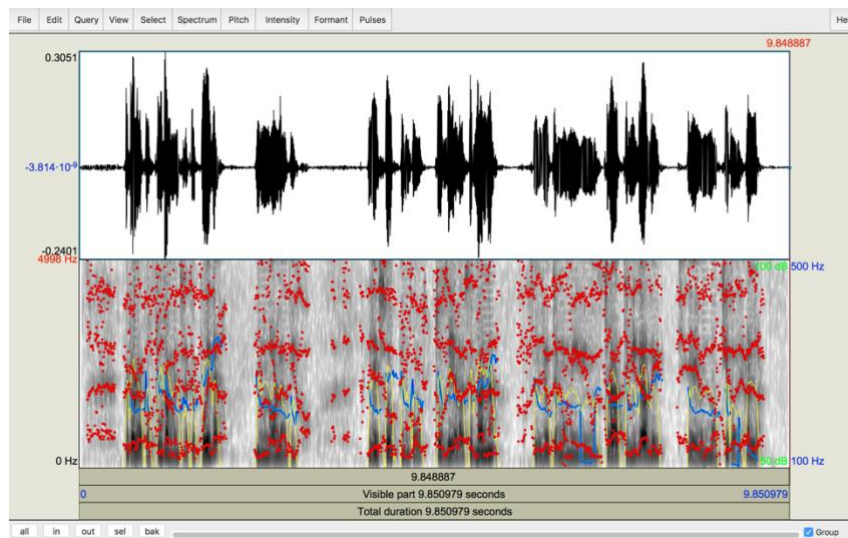 File Edit Query View Select Spectrum Pitch Intensity Formant Pulses He
9.848887
0.3051
-3.814·10⁻⁹
-0.2401
4998 Hz 100 dB 500 Hz
0 Hz 50 dB 100 Hz
9.848887
0 Visible part 9.850979 seconds 9.850979
Total duration 9.850979 seconds
all in out sel bak Group